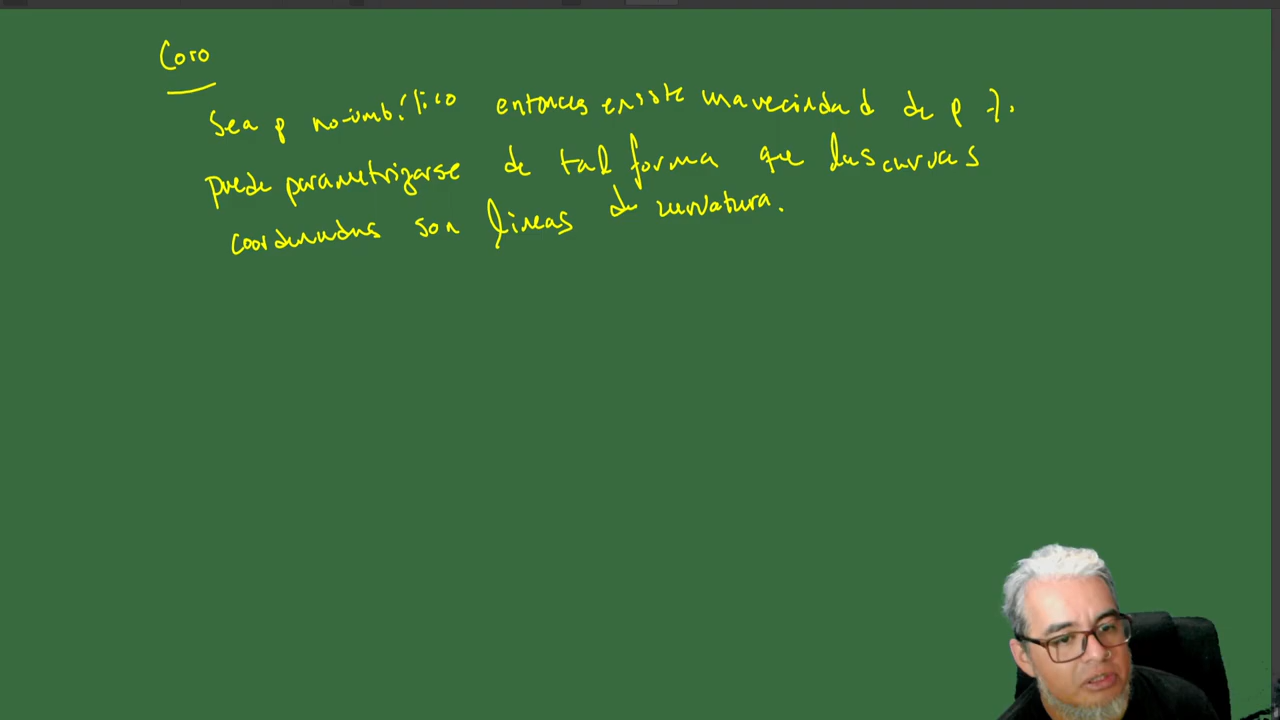 Coro
Sea p no-umbílico entonces existe una vecindad de p q.
puede parametrizarse de tal forma que las curvas
coordenadas son líneas de curvatura.